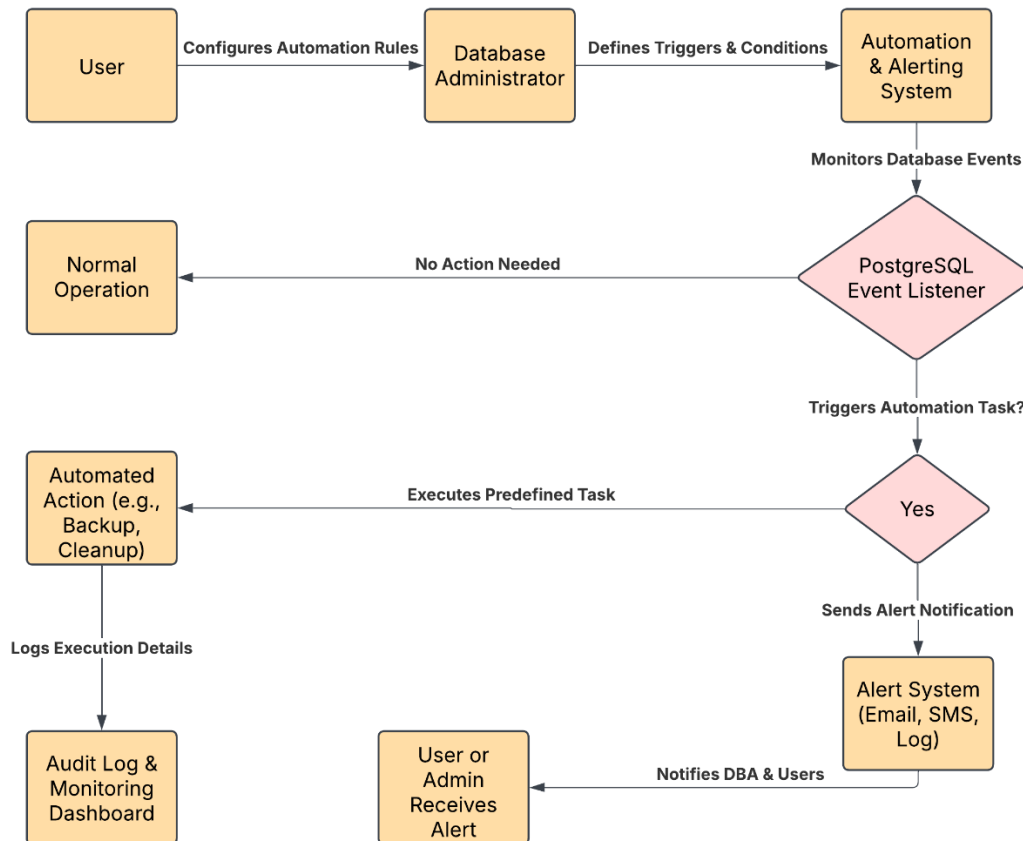 User
Configures Automation Rules
Database
Administrator
Defines Triggers & Conditions
Automation
& Alerting
System
Monitors Database Events
Normal
Operation
No Action Needed
PostgreSQL
Event Listener
Triggers Automation Task?
Automated
Action (e.g.,
Backup,
Cleanup)
Executes Predefined Task
Yes
Logs Execution Details
Sends Alert Notification
Alert System
(Email, SMS,
Log)
Audit Log &
Monitoring
Dashboard
User or
Admin
Receives
Alert
Notifies DBA & Users